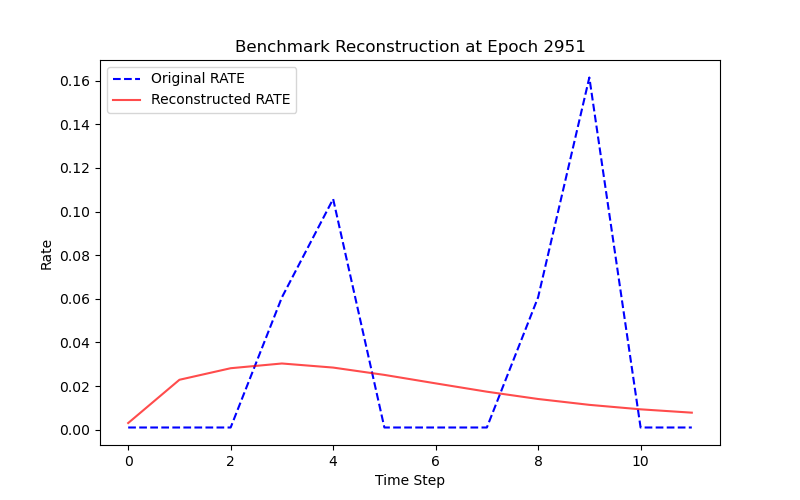 Benchmark Reconstruction at Epoch 2951
Original RATE
Reconstructed RATE
0.16
0.14
0.12
0.10
0.08
0.06
0.04
0.02
0.00
Rate
0 2 4 6 8 10
Time Step